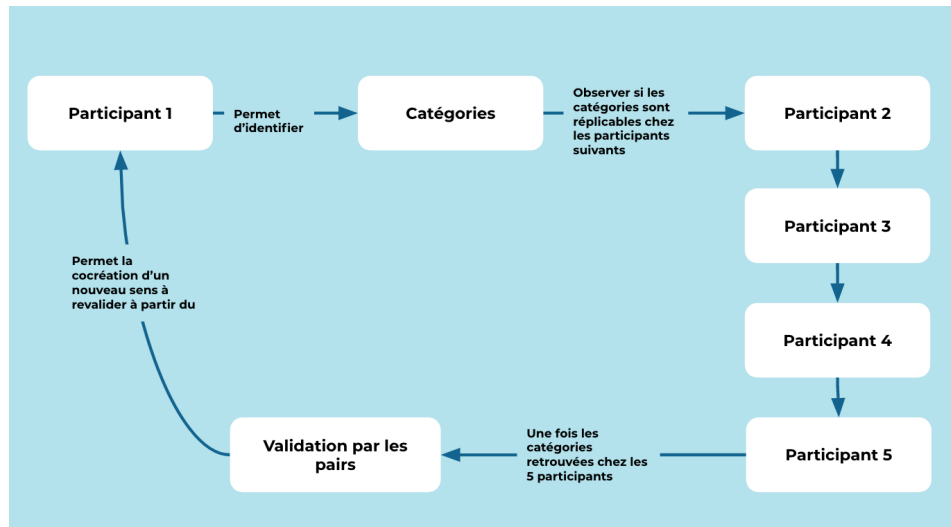 Participant 1
Permet
d'identifier
Catégories
Observer si les
catégories sont
réplicables chez
les participants
suivants
Participant 2
Participant 3
Participant 4
Participant 5
Une fois les
catégories
retrouvées chez les
5 participants
Validation par les
pairs
Permet la
cocréation d'un
nouveau sens à
revalider à partir du